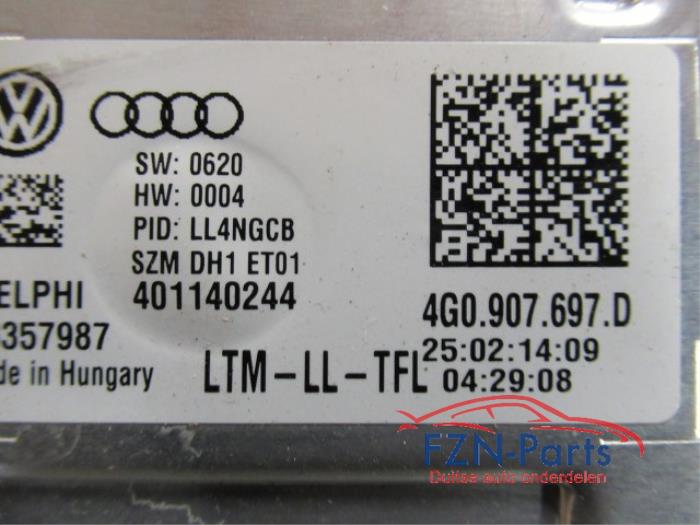 SW: 0620
HW: 0004
PID: LL4NGCB
SZM DH1 ET01
401140244
ELPHI
357987
de in Hungary
LTM-LL-TFL
4G0.907.697.D
25:02:14:09
04:29:08
FZN-Parts
Duitse auto onderdelen